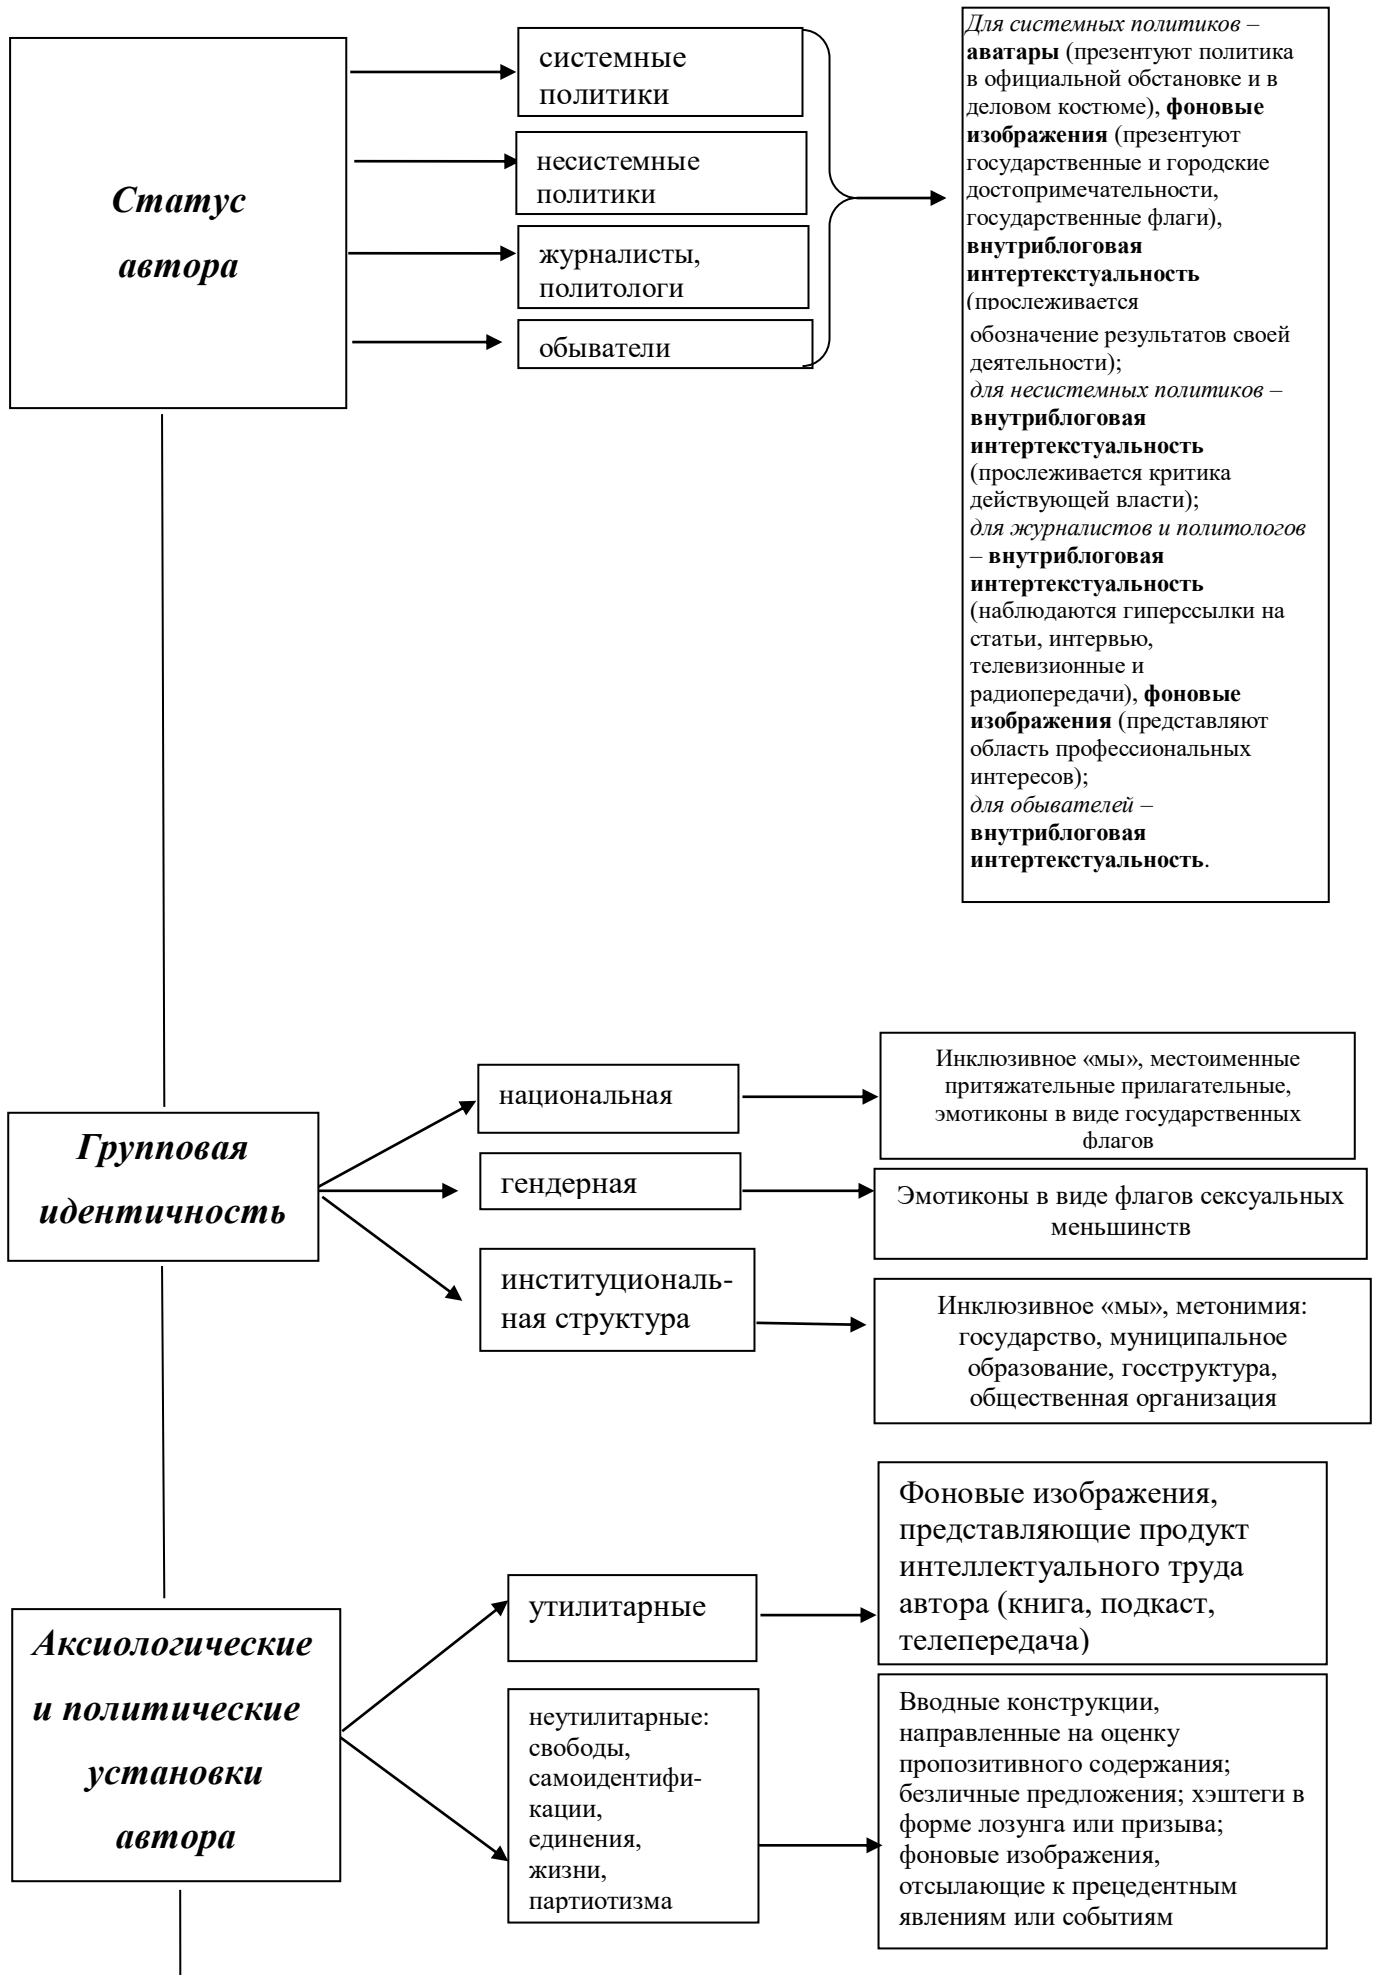 Статус
автора
системные
политики
несистемные
политики
журналисты,
политологи
обыватели
Для системных политиков –
аватары (презентуют политика
в официальной обстановке и в
деловом костюме), фоновые
изображения (презентуют
государственные и городские
достопримечательности,
государственные флаги),
внутриблоговая
интертекстуальность
(прослеживается
обозначение результатов своей
деятельности);
для несистемных политиков –
внутриблоговая
интертекстуальность
(прослеживается критика
действующей власти);
для журналистов и политологов
– внутриблоговая
интертекстуальность
(наблюдаются гиперссылки на
статьи, интервью,
телевизионные и
радиопередачи), фоновые
изображения (представляют
область профессиональных
интересов);
для обывателей –
внутриблоговая
интертекстуальность.
Групповая
идентичность
национальная
Инклюзивное «мы», местоименные
притяжательные прилагательные,
эмотиконы в виде государственных
флагов
гендерная
Эмотиконы в виде флагов сексуальных
меньшинств
институциональ-
ная структура
Инклюзивное «мы», метонимия:
государство, муниципальное
образование, госструктура,
общественная организация
Аксиологические
и политические
установки
автора
утилитарные
Фоновые изображения,
представляющие продукт
интеллектуального труда
автора (книга, подкаст,
телепередача)
неутилитарные:
свободы,
самоидентифи-
кации,
единения,
жизни,
партиотизма
Вводные конструкции,
направленные на оценку
пропозитивного содержания;
безличные предложения; хэштеги в
форме лозунга или призыва;
фоновые изображения,
отсылающие к прецедентным
явлениям или событиям